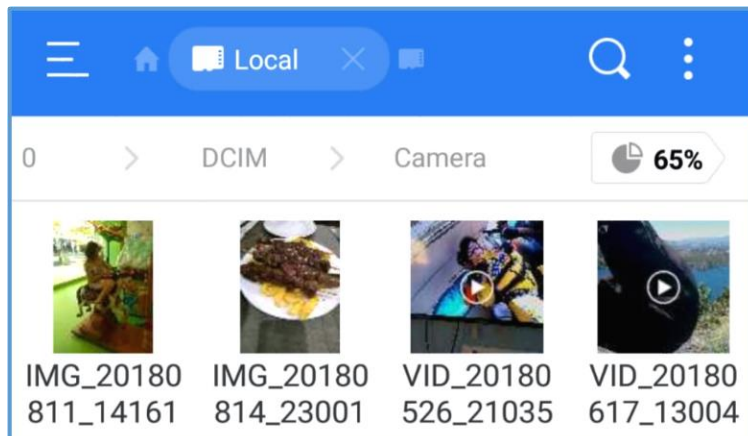 Local
0 > DCIM > Camera 65%
IMG_20180 IMG_20180 VID_20180 VID_20180
811_14161 814_23001 526_21035 617_13004